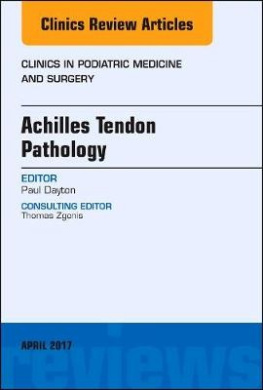 Clinics Review Articles
CLINICS IN PODIATRIC MEDICINE
AND SURGERY
Achilles Tendon
Pathology
EDITOR
Paul Dayton
CONSULTING EDITOR
Thomas Zgonis
APRIL 2017
reviews